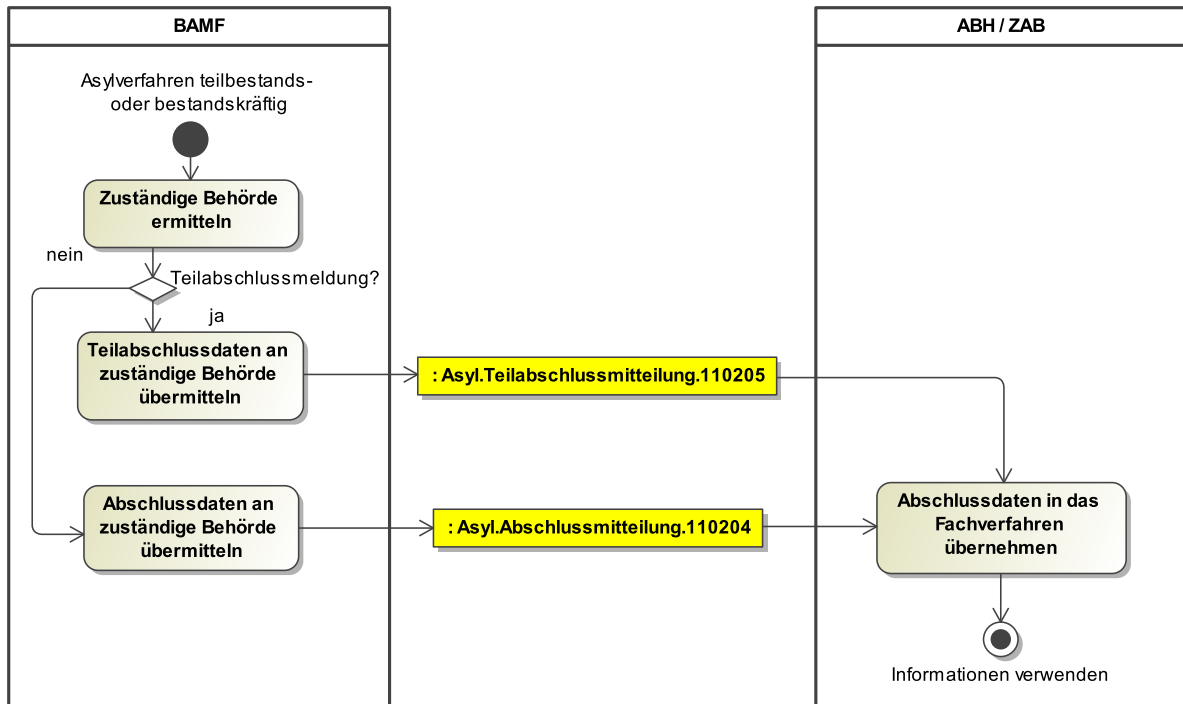 BAMF
ABH / ZAB
Asylverfahren teilbestands-
oder bestandskräftig
Zuständige Behörde
ermitteln
nein
Teilabschlussmeldung?
ja
Teilabschlussdaten an
zuständige Behörde
übermitteln
: Asyl.Teilabschlussmitteilung.110205
Abschlussdaten an
zuständige Behörde
übermitteln
: Asyl.Abschlussmitteilung.110204
Abschlussdaten in das
Fachverfahren
übernehmen
Informationen verwenden